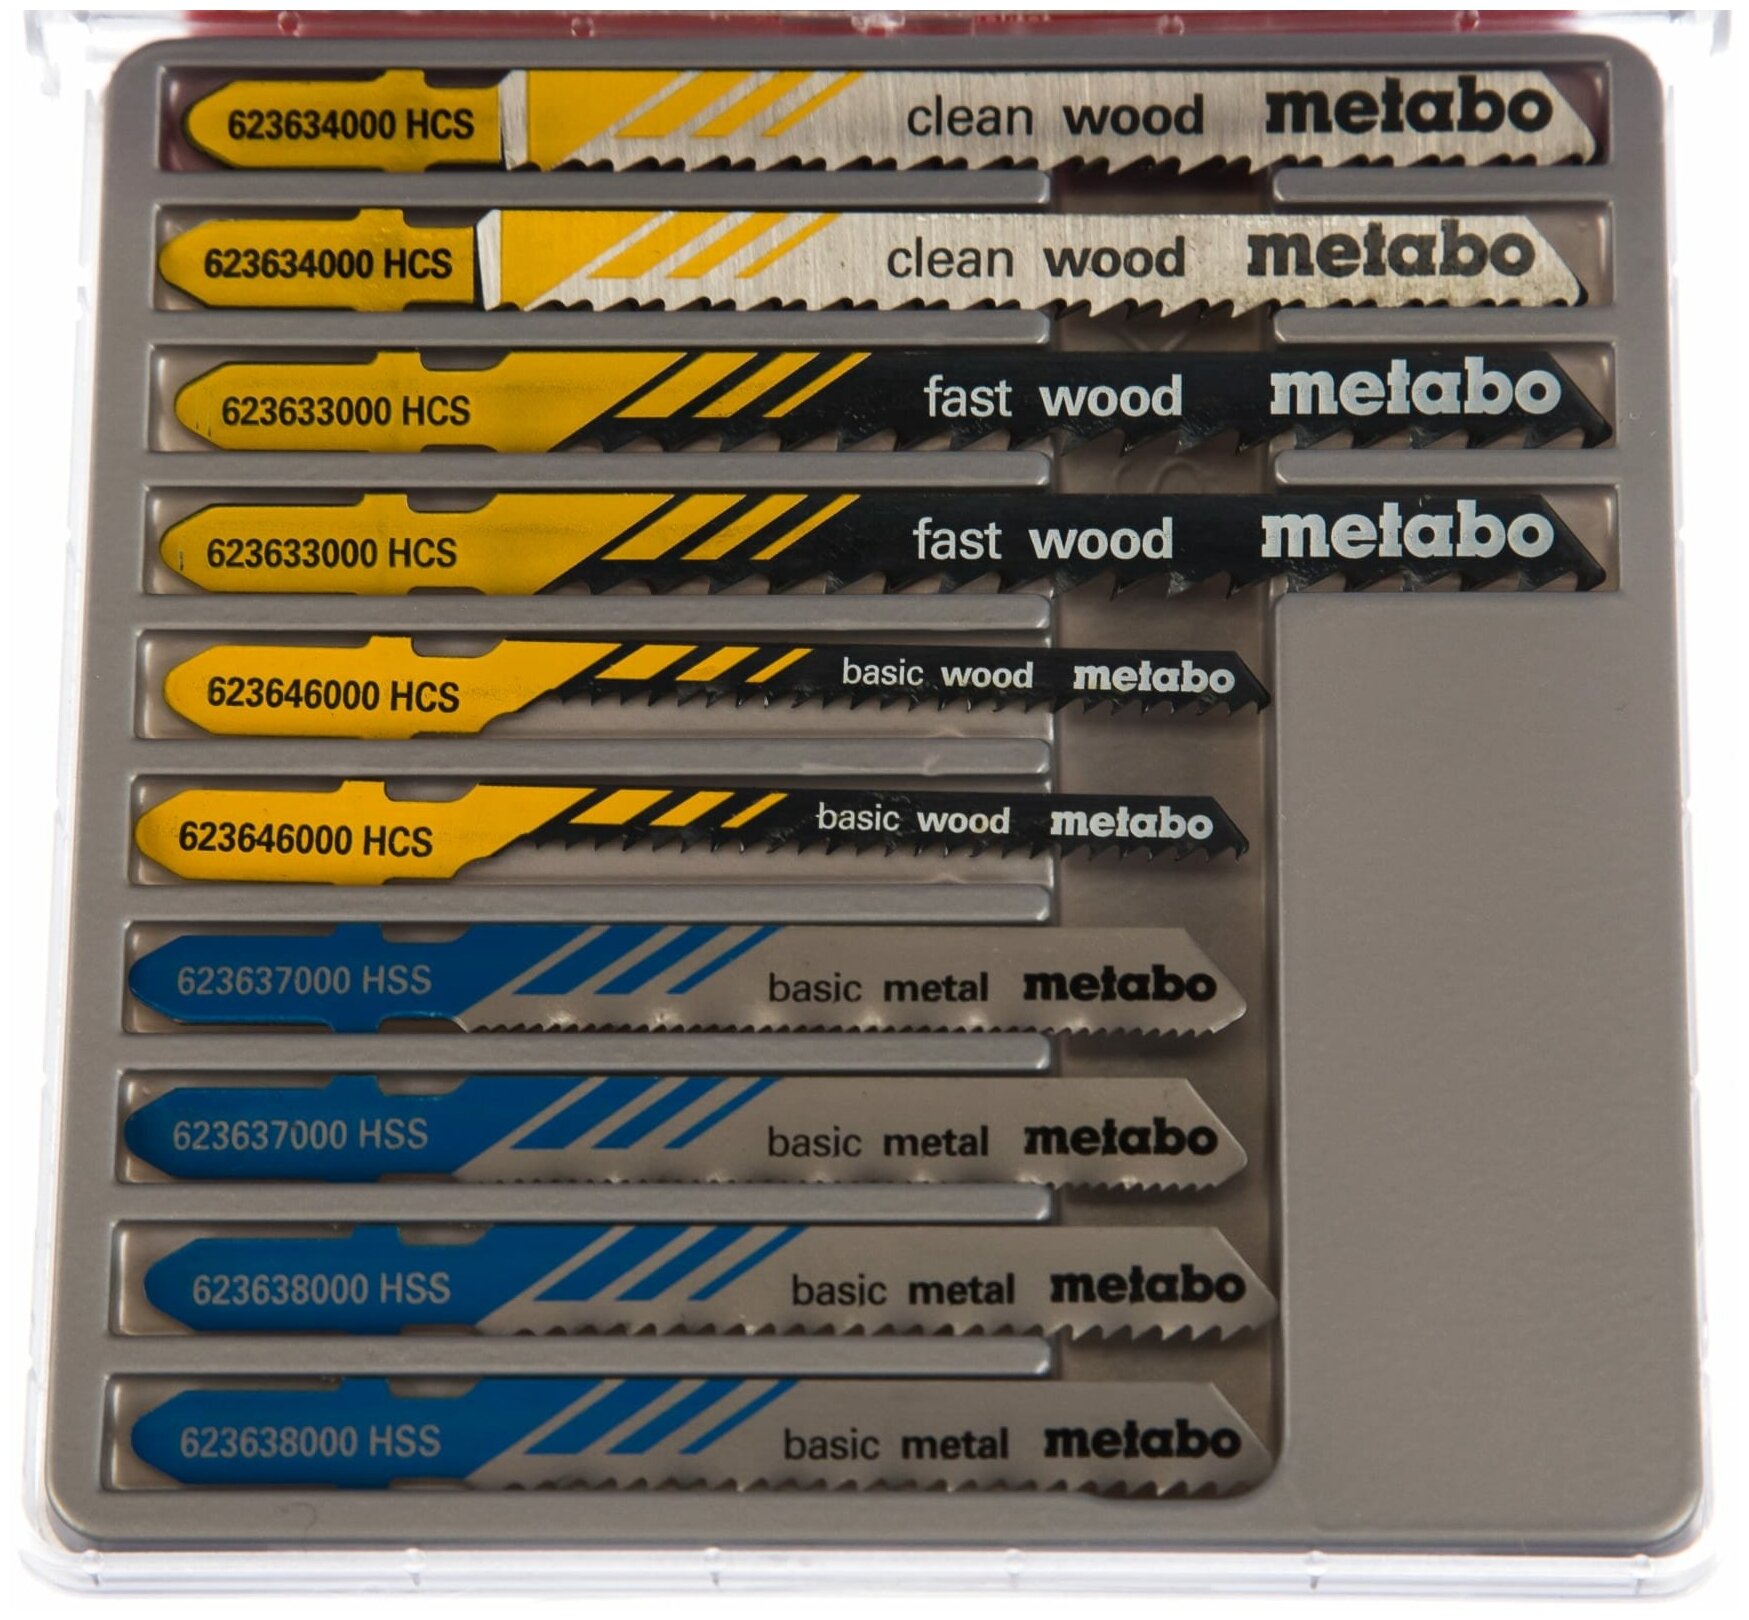 623634000 HCS clean wood metabo
623634000 HCS clean wood metabo
623633000 HCS fast wood metabo
623633000 HCS fast wood metabo
623646000 HCS basic wood metabo
623646000 HCS basic wood metabo
623637000 HSS basic metal metabo
623637000 HSS basic metal metabo
623638000 HSS basic metal metabo
623638000 HSS basic metal metabo